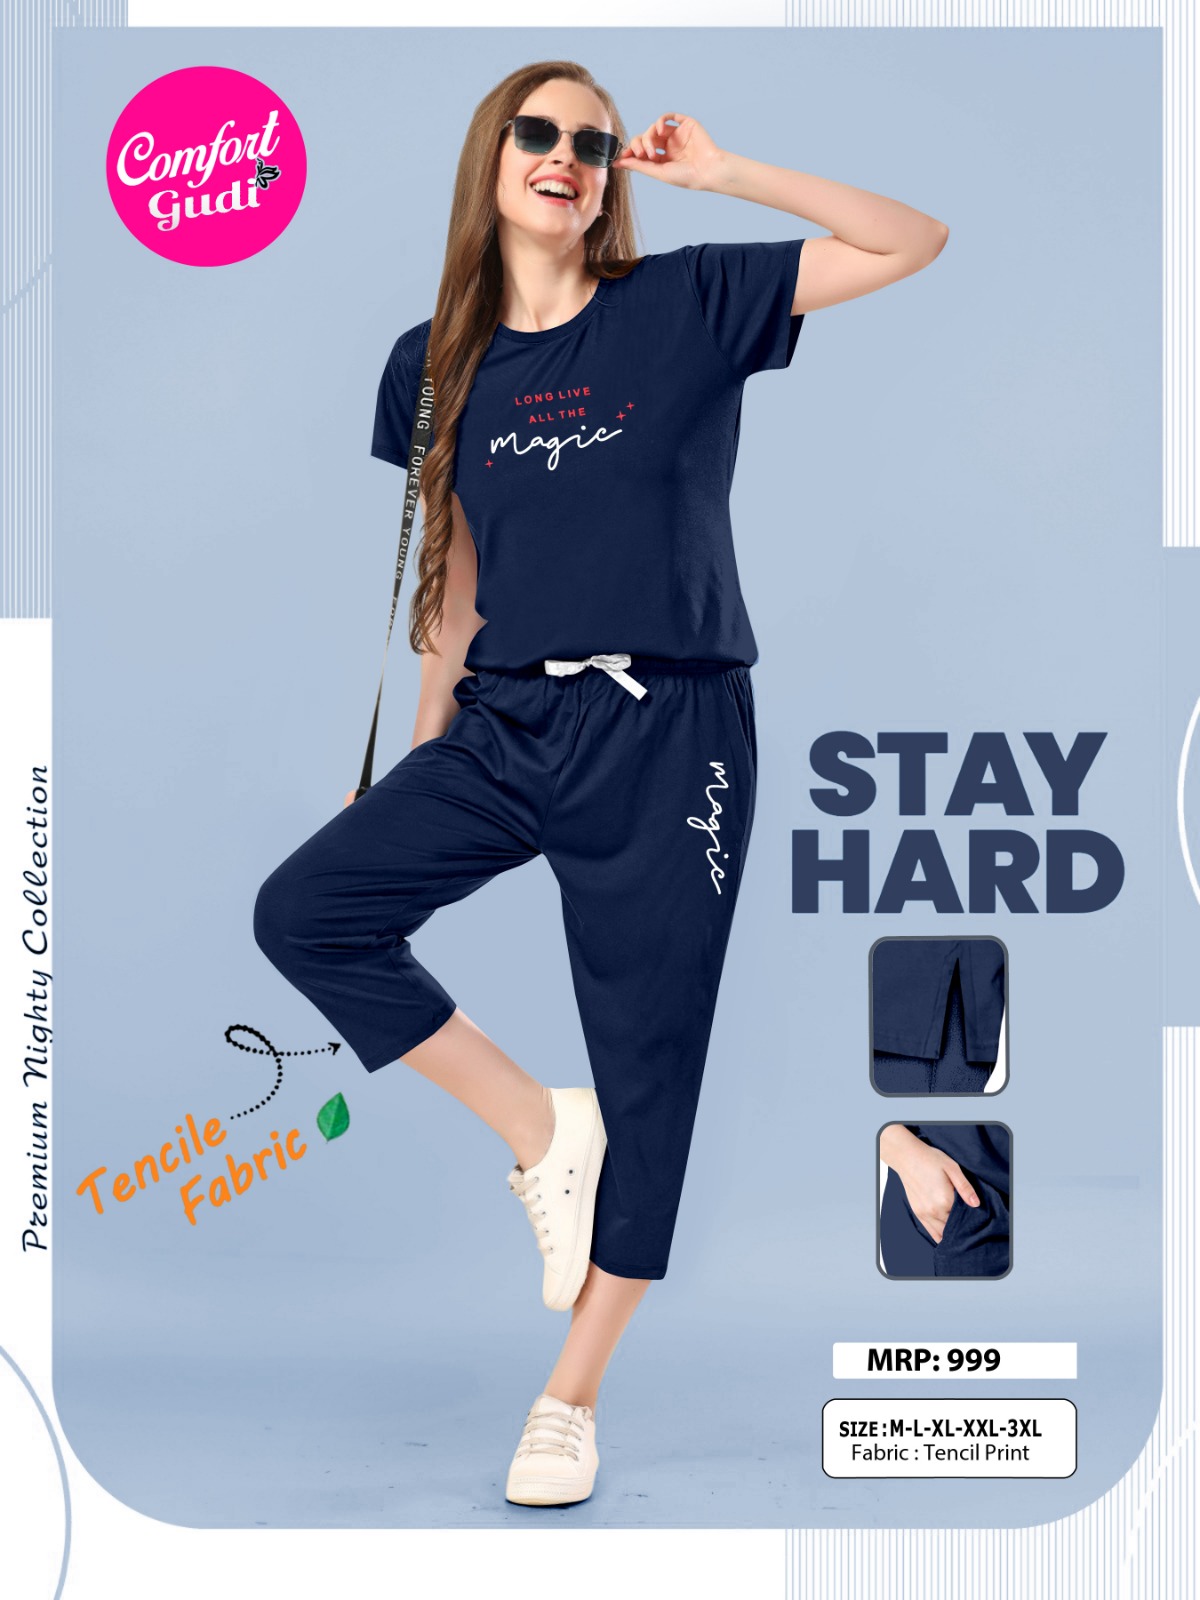 Comfort
Gudi
LONG LIVE
ALL THE
magic
YOUNG FOREVER YOUNG
magic
STAY
HARD
Premium Nighty Collection
Tencile
Fabric
MRP: 999
SIZE : M-L-XL-XXL-3XL
Fabric : Tencil Print